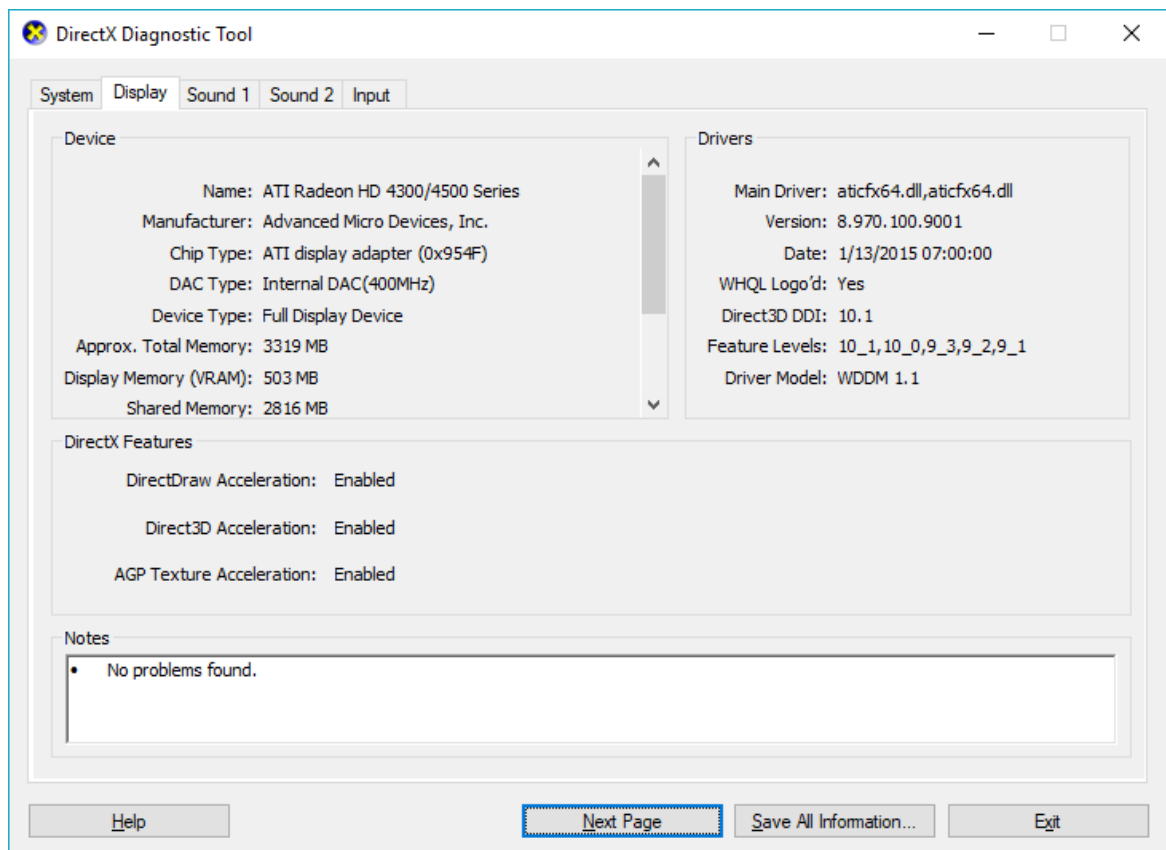 DirectX Diagnostic Tool
System Display Sound 1 Sound 2 Input
Device
Name: ATI Radeon HD 4300/4500 Series
Manufacturer: Advanced Micro Devices, Inc.
Chip Type: ATI display adapter (0x954F)
DAC Type: Internal DAC(400MHz)
Device Type: Full Display Device
Approx. Total Memory: 3319 MB
Display Memory (VRAM): 503 MB
Shared Memory: 2816 MB
Drivers
Main Driver: aticfx64.dll,aticfx64.dll
Version: 8.970.100.9001
Date: 1/13/2015 07:00:00
WHQL Logo'd: Yes
Direct3D DDI: 10.1
Feature Levels: 10_1,10_0,9_3,9_2,9_1
Driver Model: WDDM 1.1
DirectX Features
DirectDraw Acceleration: Enabled
Direct3D Acceleration: Enabled
AGP Texture Acceleration: Enabled
Notes
• No problems found.
Help Next Page Save All Information... Exit